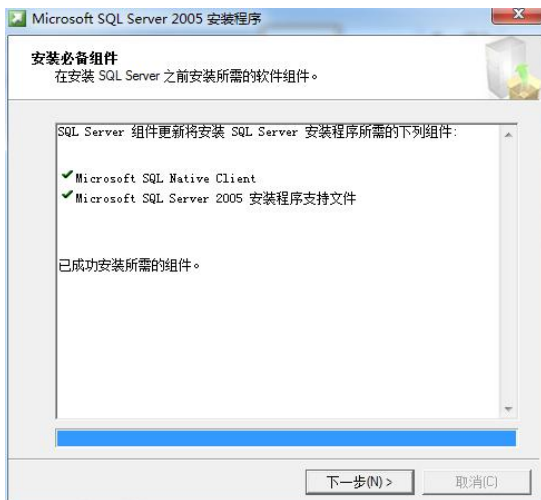 Microsoft SQL Server 2005 安装程序
安装必备组件
在安装 SQL Server 之前安装所需的软件组件。
SQL Server 组件更新将安装 SQL Server 安装程序所需的下列组件:
Microsoft SQL Native Client
Microsoft SQL Server 2005 安装程序支持文件
已成功安装所需的组件。
下一步(N) > 取消(C)